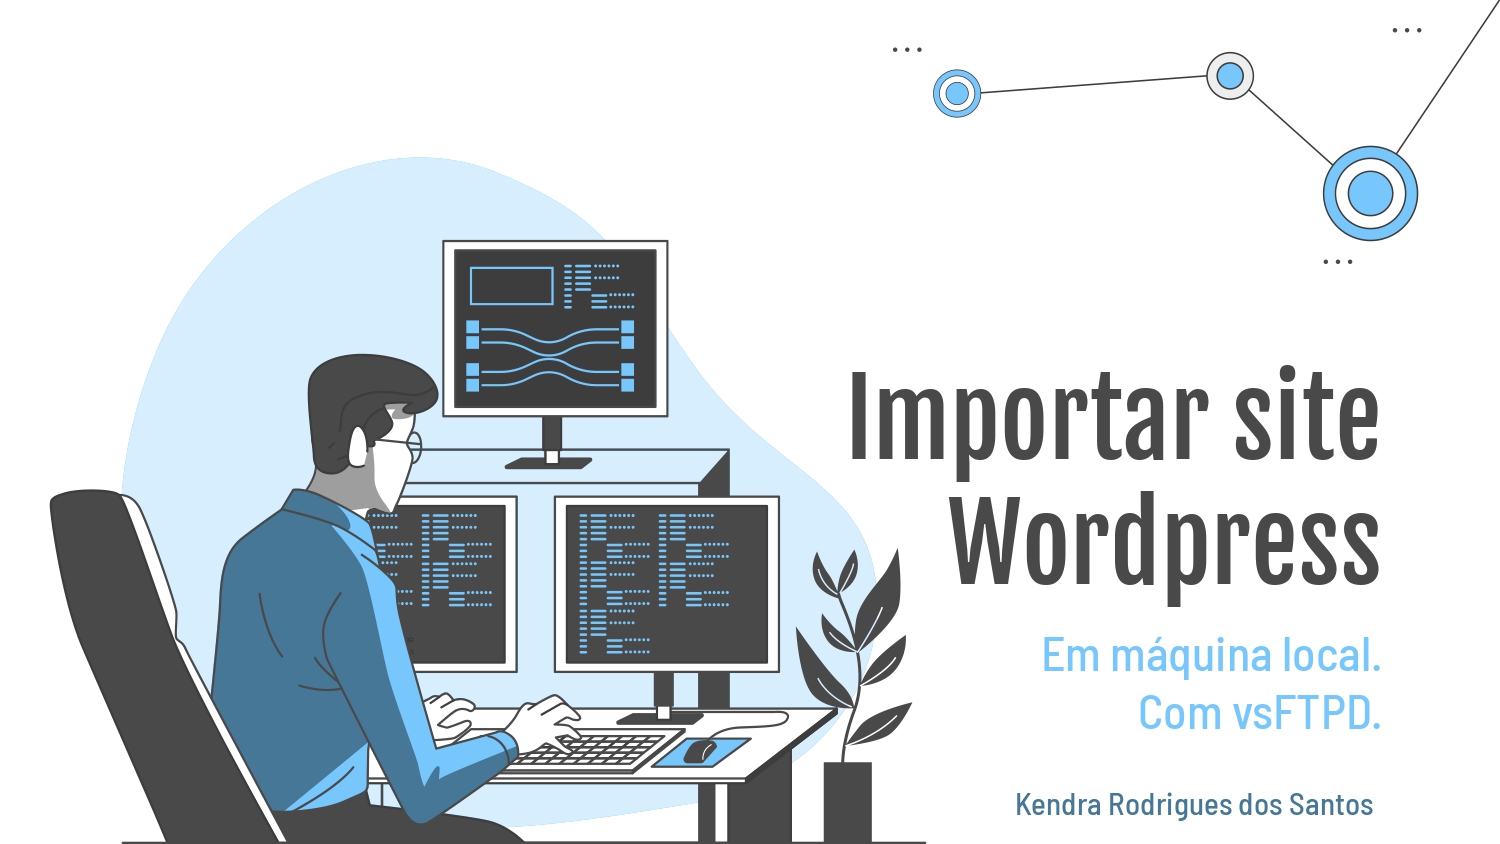 Importar site
Wordpress
Em máquina local.
Com vsFTPD.
Kendra Rodrigues dos Santos